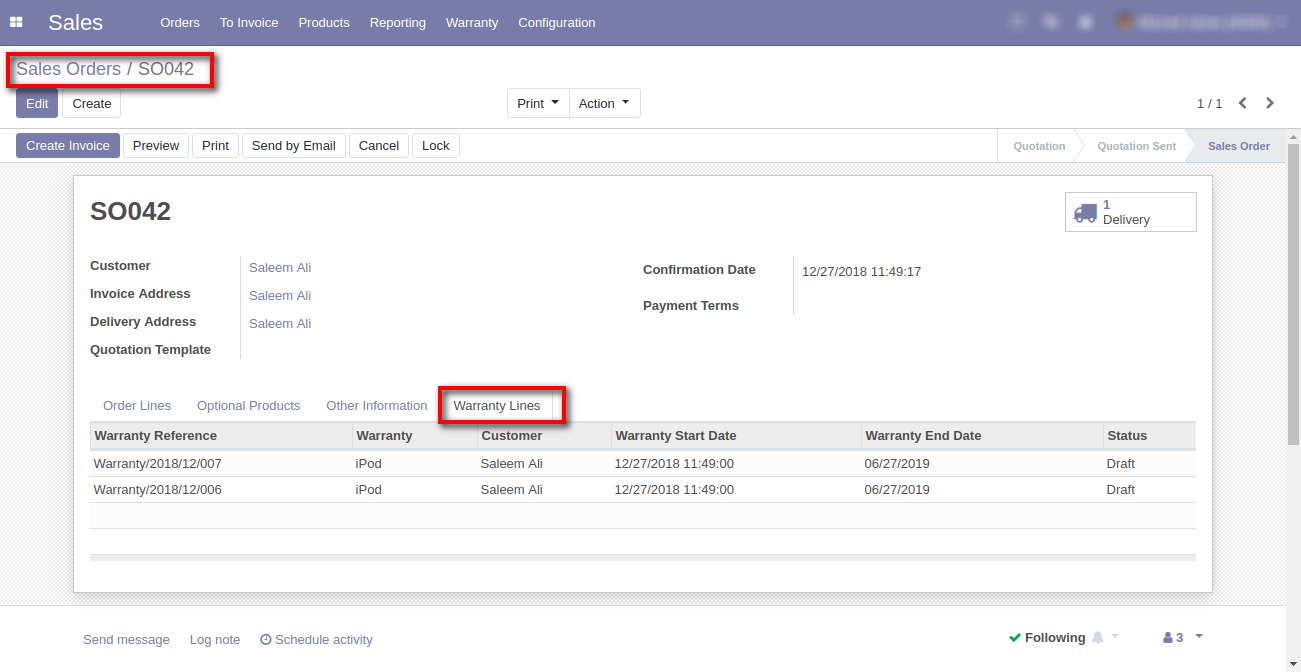 Sales Orders To Invoice Products Reporting Warranty Configuration
Sales Orders / SO042
Edit Create Print Action 1 / 1
Create Invoice Preview Print Send by Email Cancel Lock Quotation Quotation Sent Sales Order
SO042
1
Delivery
Customer Saleem Ali
Invoice Address Saleem Ali
Delivery Address Saleem Ali
Quotation Template
Confirmation Date 12/27/2018 11:49:17
Payment Terms
Order Lines Optional Products Other Information Warranty Lines
Warranty Reference Warranty Customer Warranty Start Date Warranty End Date Status
Warranty/2018/12/007 iPod Saleem Ali 12/27/2018 11:49:00 06/27/2019 Draft
Warranty/2018/12/006 iPod Saleem Ali 12/27/2018 11:49:00 06/27/2019 Draft
Send message Log note Schedule activity Following 3